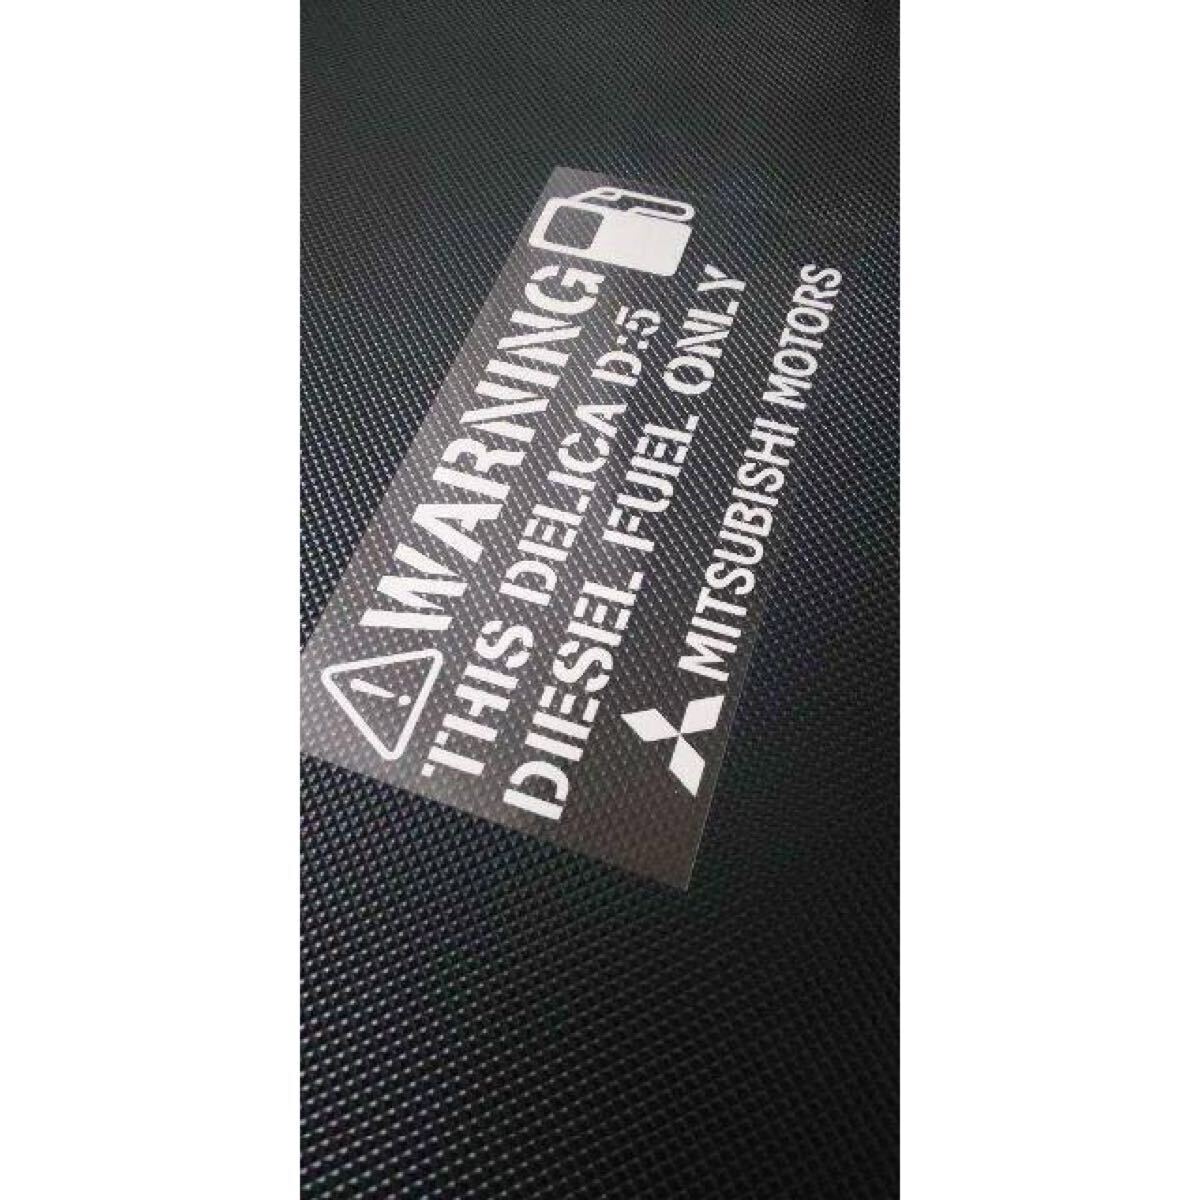 WARNING
THIS DELICA D:5
DIESEL FUEL ONLY
MITSUBISHI MOTORS